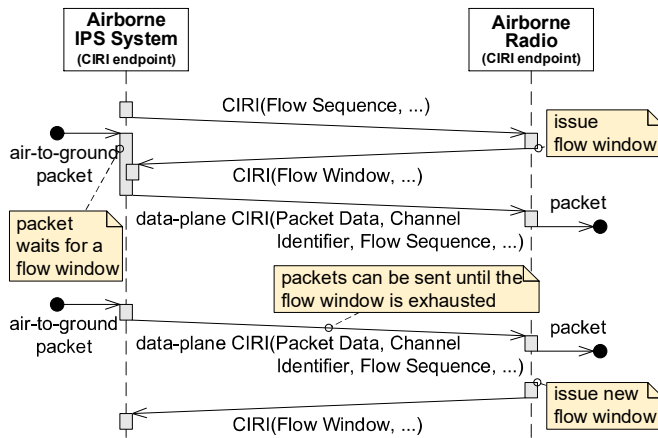 Airborne
IPS System
(CIRI endpoint)
Airborne
Radio
(CIRI endpoint)
CIRI(Flow Sequence, ...)
issue
flow window
air-to-ground
packet
CIRI(Flow Window, ...)
packet
waits for a
flow window
data-plane CIRI(Packet Data, Channel
Identifier, Flow Sequence, ...)
packet
packets can be sent until the
flow window is exhausted
air-to-ground
packet
data-plane CIRI(Packet Data, Channel
Identifier, Flow Sequence, ...)
packet
issue new
flow window
CIRI(Flow Window, ...)